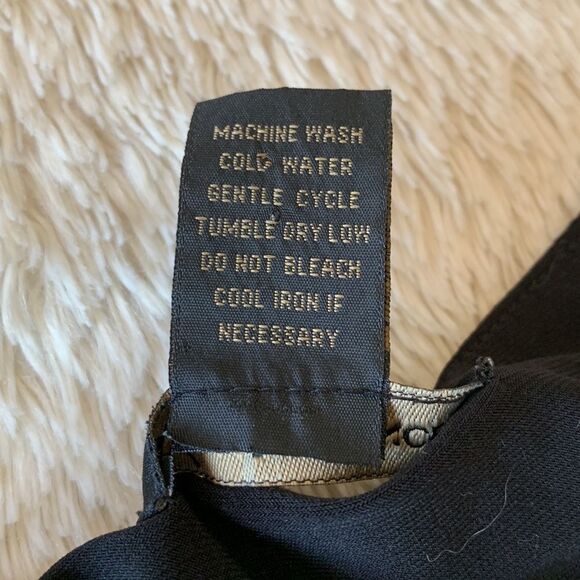 MACHINE WASH
COLD WATER
GENTLE CYCLE
TUMBLE DRY LOW
DO NOT BLEACH
COOL IRON IF
NECESSARY